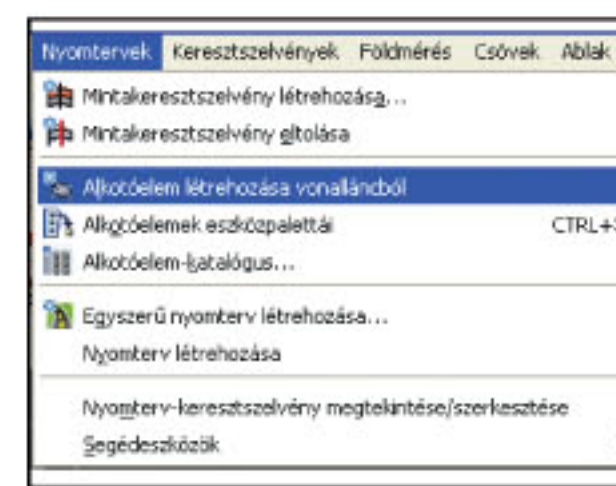 Nyomtervek Keresztszelvények Földmérés Csövek Ablak
Mintakeresztszelvény létrehozása...
Mintakeresztszelvény eltolása
Alkotóelem létrehozása vonalláncból
Alkotóelemek eszközpalettái CTRL+
Alkotóelem-katalógus...
Egyszerű nyomterv létrehozása...
Nyomterv létrehozása
Nyomterv-keresztszelvény megtekintése/szerkesztése
Segédeszközök